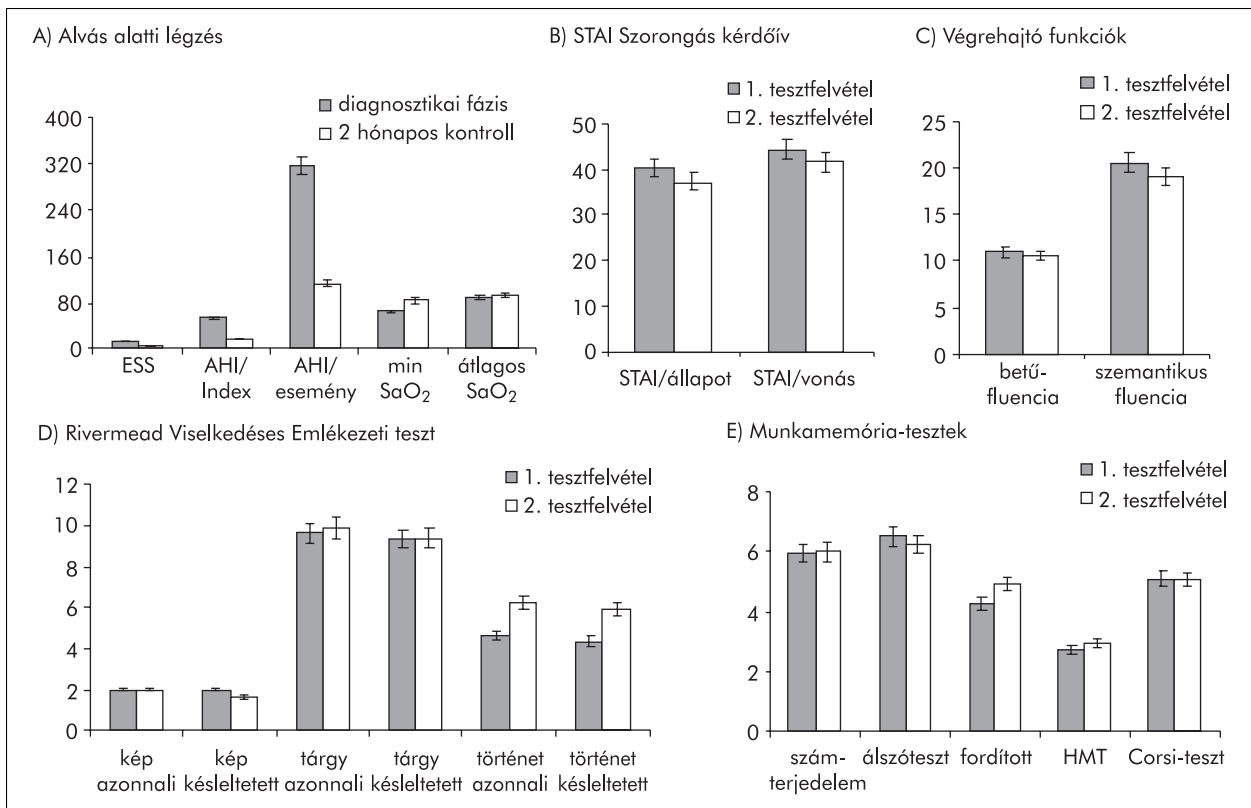 A) Alvás alatti légzés
diagnosztikai fázis
2 hónapos kontroll
400
320
240
160
80
0
ESS
AHI/
Index
AHI/
esemény
min
SaO2
átlagos
SaO2
B) STAI Szorongás kérdőív
1. tesztfelvétel
2. tesztfelvétel
50
40
30
20
10
0
STAI/állapot
STAI/vonás
C) Végrehajtó funkciók
1. tesztfelvétel
2. tesztfelvétel
25
20
15
10
5
0
betű-
fluencia
szemantikus
fluencia
D) Rivermead Viselkedéses Emlékezeti teszt
1. tesztfelvétel
2. tesztfelvétel
12
10
8
6
4
2
0
kép
azonnali
kép
késleltetett
tárgy
azonnali
tárgy
késleltetett
történet
azonnali
történet
késleltetett
E) Munkamemória-tesztek
1. tesztfelvétel
2. tesztfelvétel
8
6
4
2
0
szám-
terjedelem
álszóteszt
fordított
HMT
Corsi-teszt